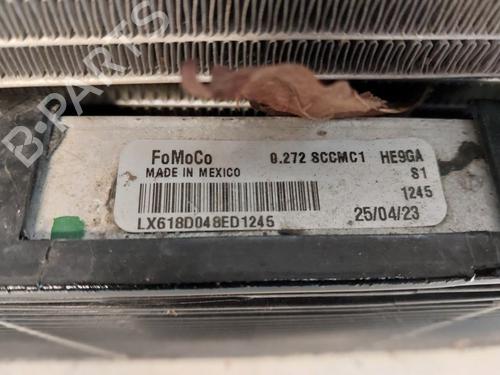 B-PARTS
FoMoCo 0.272 SCCMC1 HE9GA
MADE IN MEXICO S1
1245
LX618D048ED1245 25/04/23